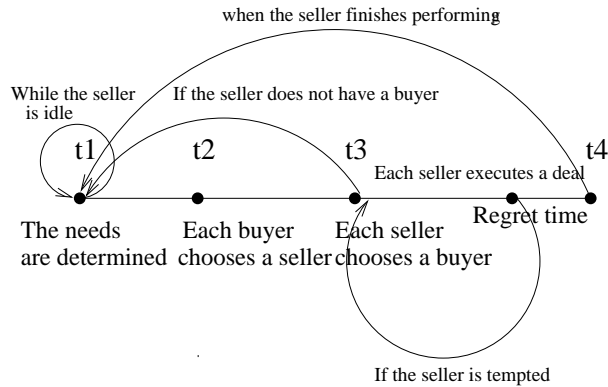 when the seller finishes performing
While the seller
is idle
If the seller does not have a buyer
t1
t2
t3
t4
Each seller executes a deal
Regret time
The needs
are determined
Each buyer
chooses a seller
Each seller
chooses a buyer
If the seller is tempted